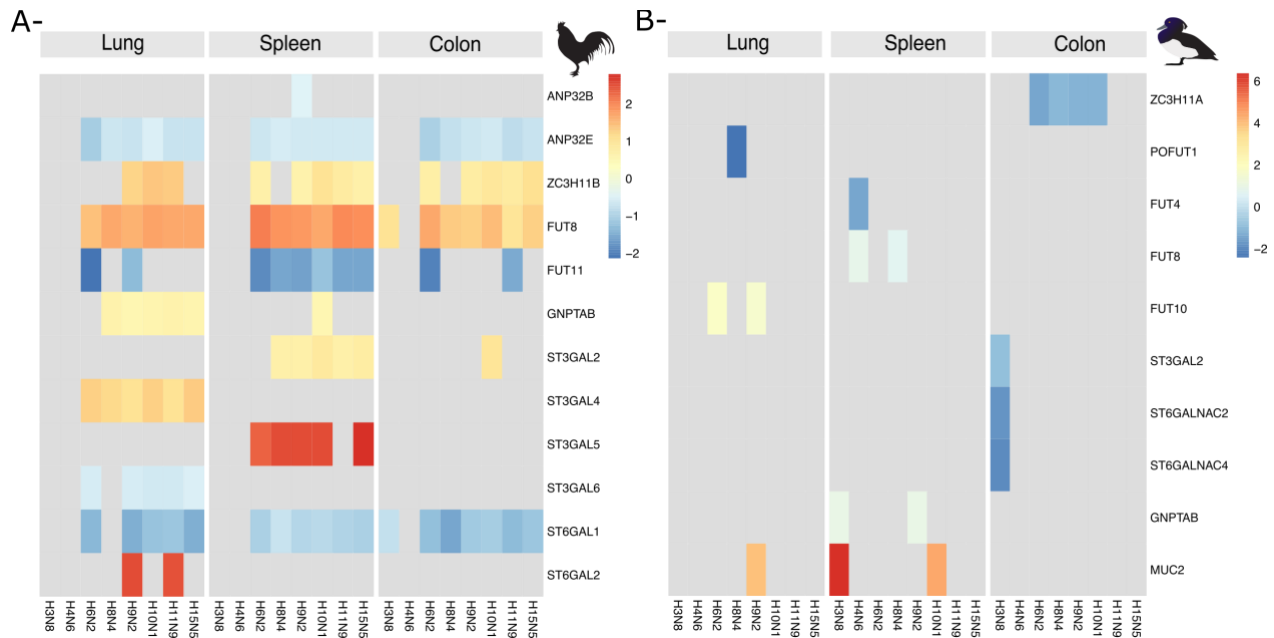 A-
Lung Spleen Colon
2
1
0
−1
−2
ANP32B
ANP32E
ZC3H11B
FUT8
FUT11
GNPTAB
ST3GAL2
ST3GAL4
ST3GAL5
ST3GAL6
ST6GAL1
ST6GAL2
H3N8 H4N6 H6N2 H8N4 H9N2 H10N1 H11N9 H15N5 H3N8 H4N6 H6N2 H8N4 H9N2 H10N1 H11N9 H15N5 H3N8 H4N6 H6N2 H8N4 H9N2 H10N1 H11N9 H15N5
B-
Lung Spleen Colon
6
4
2
0
−2
ZC3H11A
POFUT1
FUT4
FUT8
FUT10
ST3GAL2
ST6GALNAC2
ST6GALNAC4
GNPTAB
MUC2
H3N8 H4N6 H6N2 H8N4 H9N2 H10N1 H11N9 H15N5 H3N8 H4N6 H6N2 H8N4 H9N2 H10N1 H11N9 H15N5 H3N8 H4N6 H6N2 H8N4 H9N2 H10N1 H11N9 H15N5